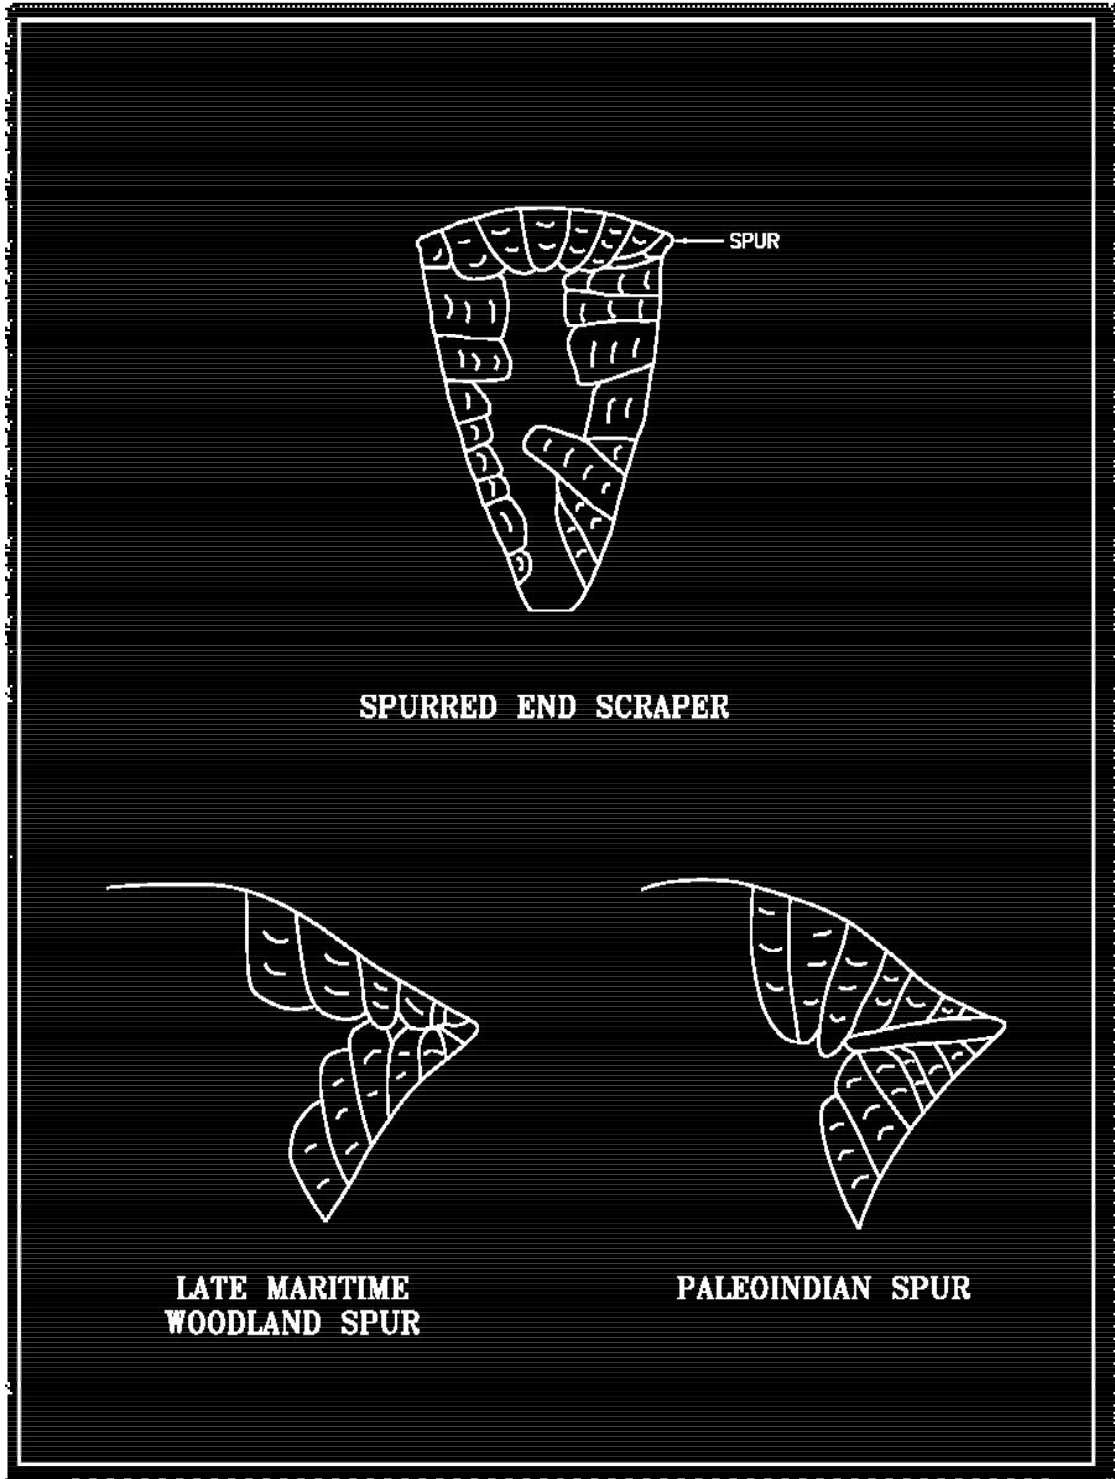 SPUR
SPURRED END SCRAPER
LATE MARITIME
WOODLAND SPUR
PALEOINDIAN SPUR